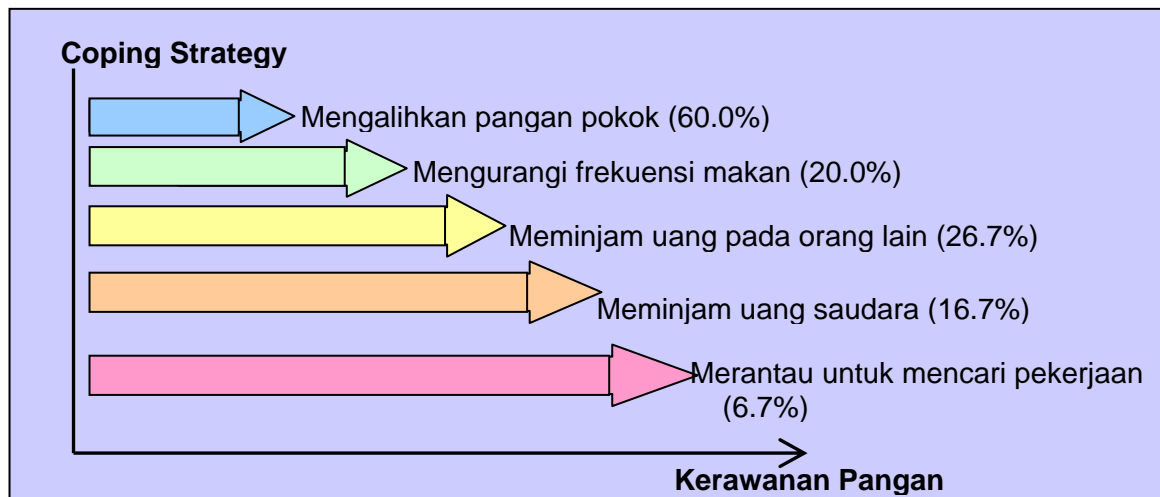 Coping Strategy
Mengalihkan pangan pokok (60.0%)
Mengurangi frekuensi makan (20.0%)
Meminjam uang pada orang lain (26.7%)
Meminjam uang saudara (16.7%)
Merantau untuk mencari pekerjaan
(6.7%)
Kerawanan Pangan